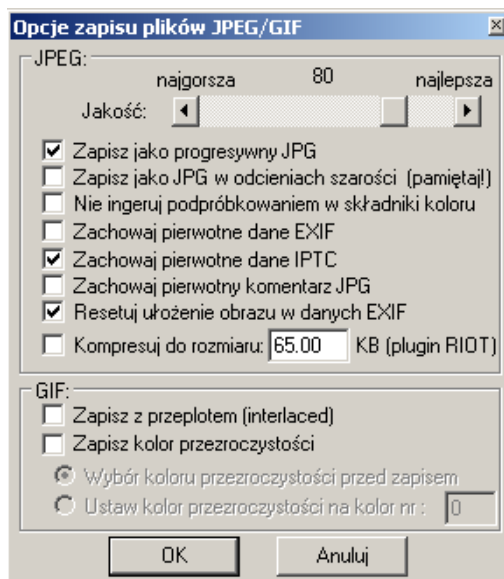 Opcje zapisu plików JPEG/GIF
JPEG:
najgorsza 80 najlepsza
Jakość:
Zapisz jako progresywny JPG
Zapisz jako JPG w odcieniach szarości (pamiętaj!)
Nie ingeruj podpróbkowaniem w składniki koloru
Zachowaj pierwotne dane EXIF
Zachowaj pierwotne dane IPTC
Zachowaj pierwotny komentarz JPG
Resetuj ułożenie obrazu w danych EXIF
Kompresuj do rozmiaru: 65.00 KB (plugin RIOT)
GIF:
Zapisz z przeplotem (interlaced)
Zapisz kolor przezroczystości
Wybór koloru przezroczystości przed zapisem
Ustaw kolor przezroczystości na kolor nr : 0
OK Anuluj